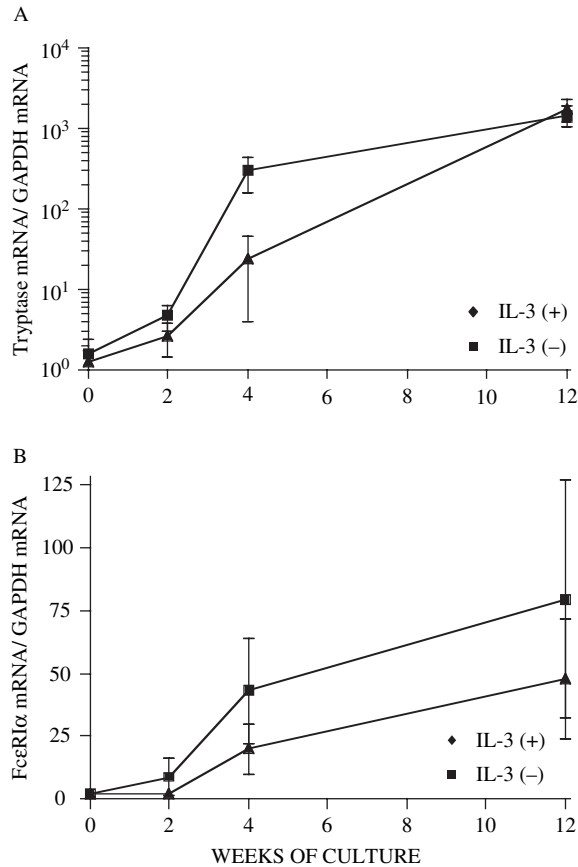 A
Tryptase mRNA/ GAPDH mRNA
10⁴
10³
10²
10¹
10⁰
0 2 4 6 8 10 12
IL-3 (+)
IL-3 (–)
B
FcεRIα mRNA/ GAPDH mRNA
125
100
75
50
25
0
0 2 4 6 8 10 12
IL-3 (+)
IL-3 (–)
WEEKS OF CULTURE